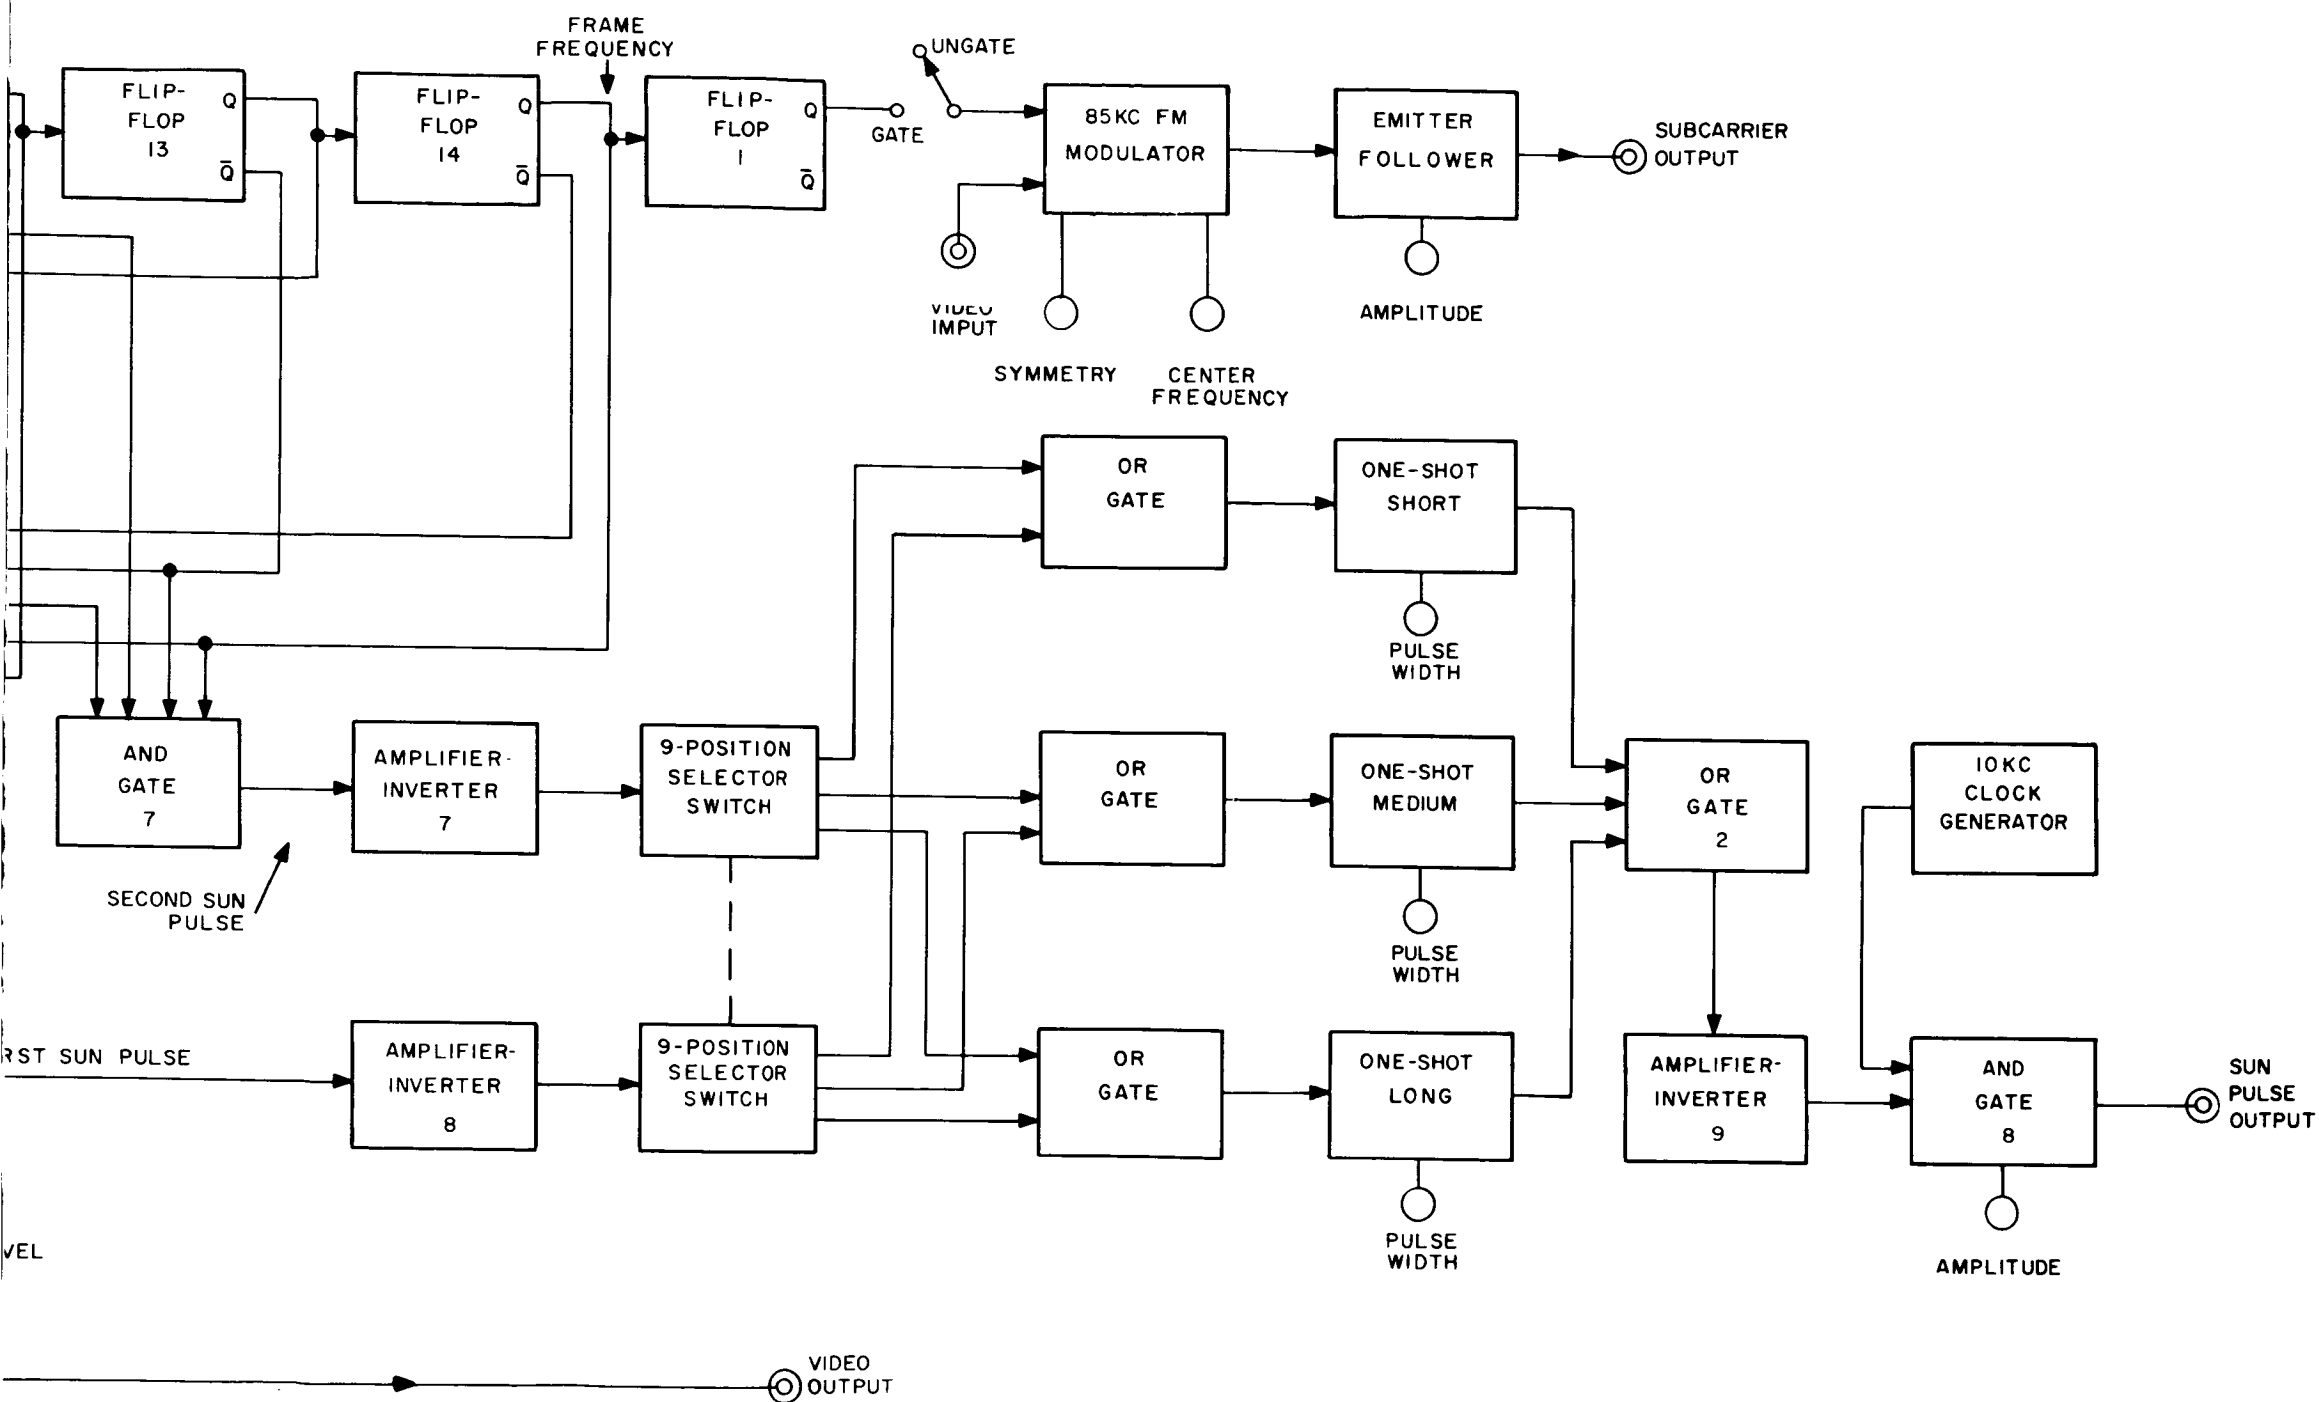 FRAME
FREQUENCY
UNGATE
FLIP-
FLOP
13
Q
Q̅
FLIP-
FLOP
14
Q
Q̅
FLIP-
FLOP
1
Q
Q̅
GATE
85KC FM
MODULATOR
EMITTER
FOLLOWER
SUBCARRIER
OUTPUT
VIDEO
IMPUT
SYMMETRY
CENTER
FREQUENCY
AMPLITUDE
OR
GATE
ONE-SHOT
SHORT
PULSE
WIDTH
AND
GATE
7
AMPLIFIER-
INVERTER
7
9-POSITION
SELECTOR
SWITCH
OR
GATE
ONE-SHOT
MEDIUM
PULSE
WIDTH
OR
GATE
2
10KC
CLOCK
GENERATOR
SECOND SUN
PULSE
RST SUN PULSE
AMPLIFIER-
INVERTER
8
9-POSITION
SELECTOR
SWITCH
OR
GATE
ONE-SHOT
LONG
PULSE
WIDTH
AMPLIFIER-
INVERTER
9
AND
GATE
8
SUN
PULSE
OUTPUT
AMPLITUDE
VEL
VIDEO
OUTPUT